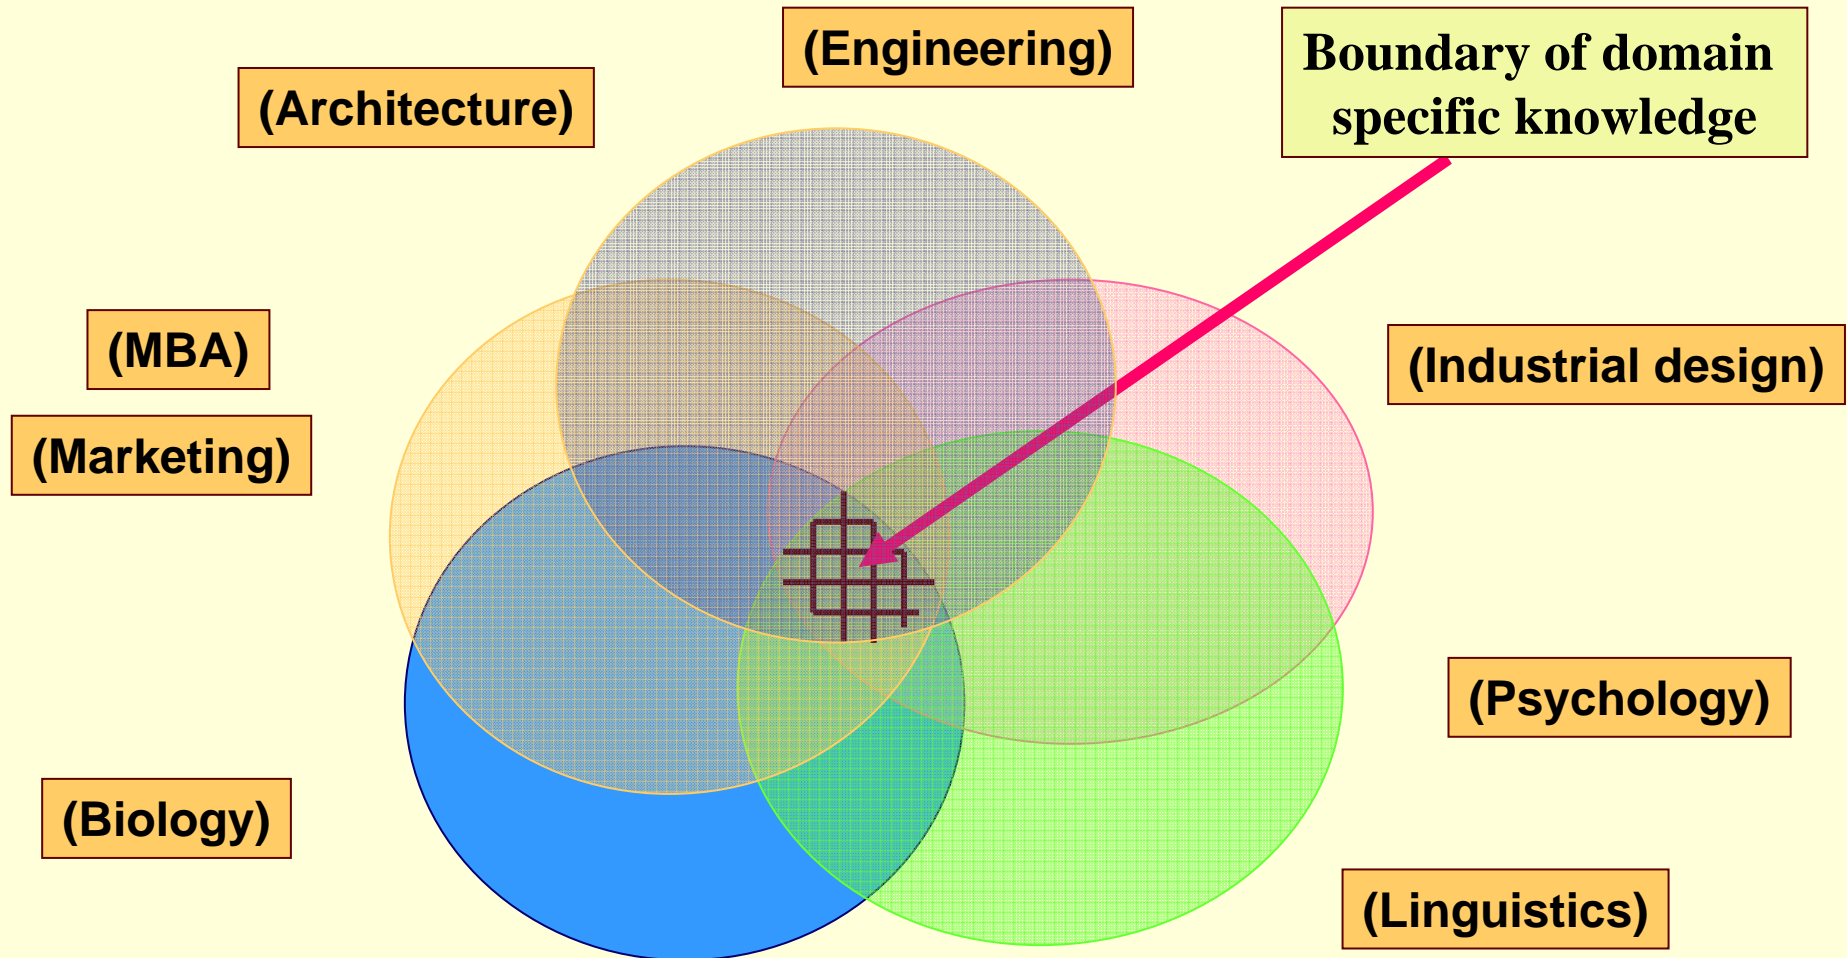 (Engineering)
Boundary of domain
specific knowledge
(Architecture)
(MBA)
(Industrial design)
(Marketing)
(Psychology)
(Biology)
(Linguistics)